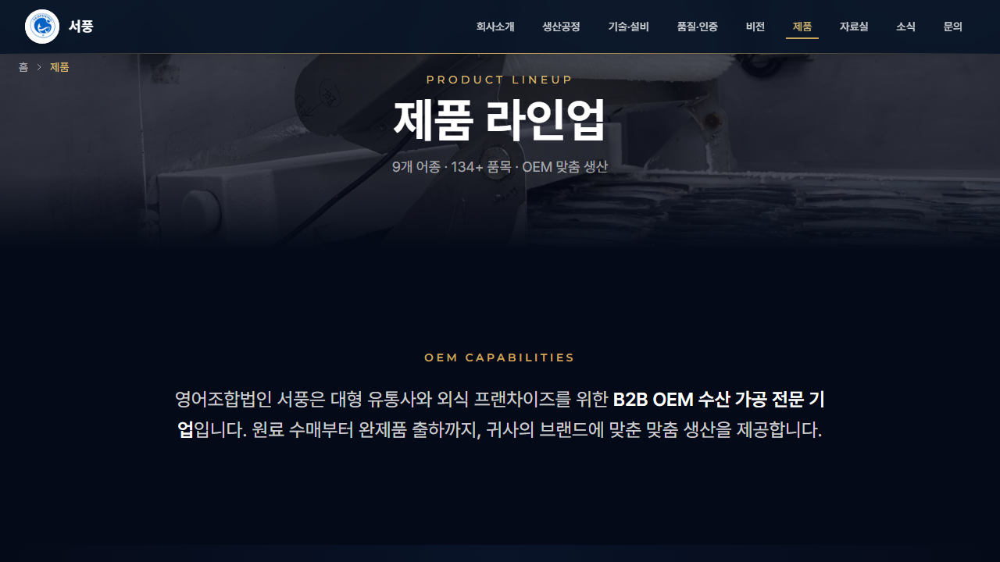 서풍
회사소개 생산공정 기술·설비 품질·인증 비전 제품 자료실 소식 문의
홈 > 제품
PRODUCT LINEUP
제품 라인업
9개 어종 · 134+ 품목 · OEM 맞춤 생산
OEM CAPABILITIES
영어조합법인 서풍은 대형 유통사와 외식 프랜차이즈를 위한 B2B OEM 수산 가공 전문 기
업입니다. 원료 수매부터 완제품 출하까지, 귀사의 브랜드에 맞춘 맞춤 생산을 제공합니다.